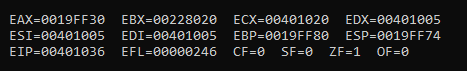 EAX=0019FF30  EBX=00228020  ECX=00401020  EDX=00401005
ESI=00401005  EDI=00401005  EBP=0019FF80  ESP=0019FF74
EIP=00401036  EFL=00000246  CF=0  SF=0  ZF=1  OF=0